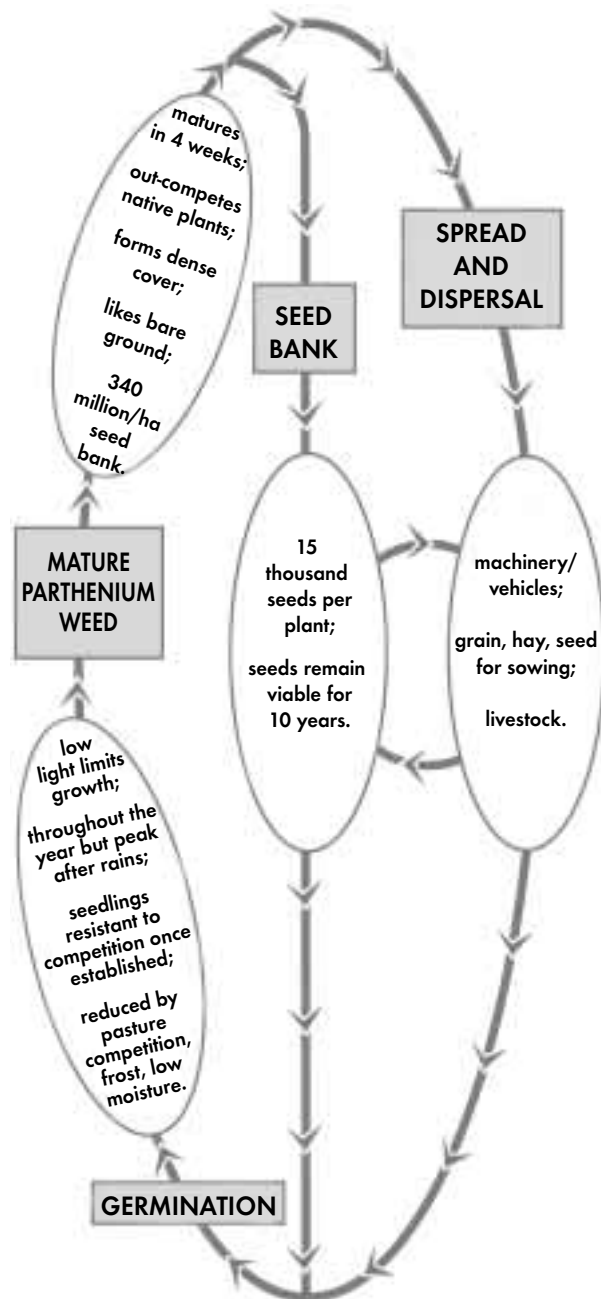 matures
in 4 weeks;
out-competes
native plants;
forms dense
cover;
likes bare
ground;
340
million/ha
seed
bank.
SPREAD
AND
DISPERSAL
SEED
BANK
MATURE
PARTHENIUM
WEED
15
thousand
seeds per
plant;
seeds remain
viable for
10 years.
machinery/
vehicles;
grain, hay, seed
for sowing;
livestock.
low
light limits
growth;
throughout the
year but peak
after rains;
seedlings
resistant to
competition once
established;
reduced by
pasture
competition,
frost, low
moisture.
GERMINATION